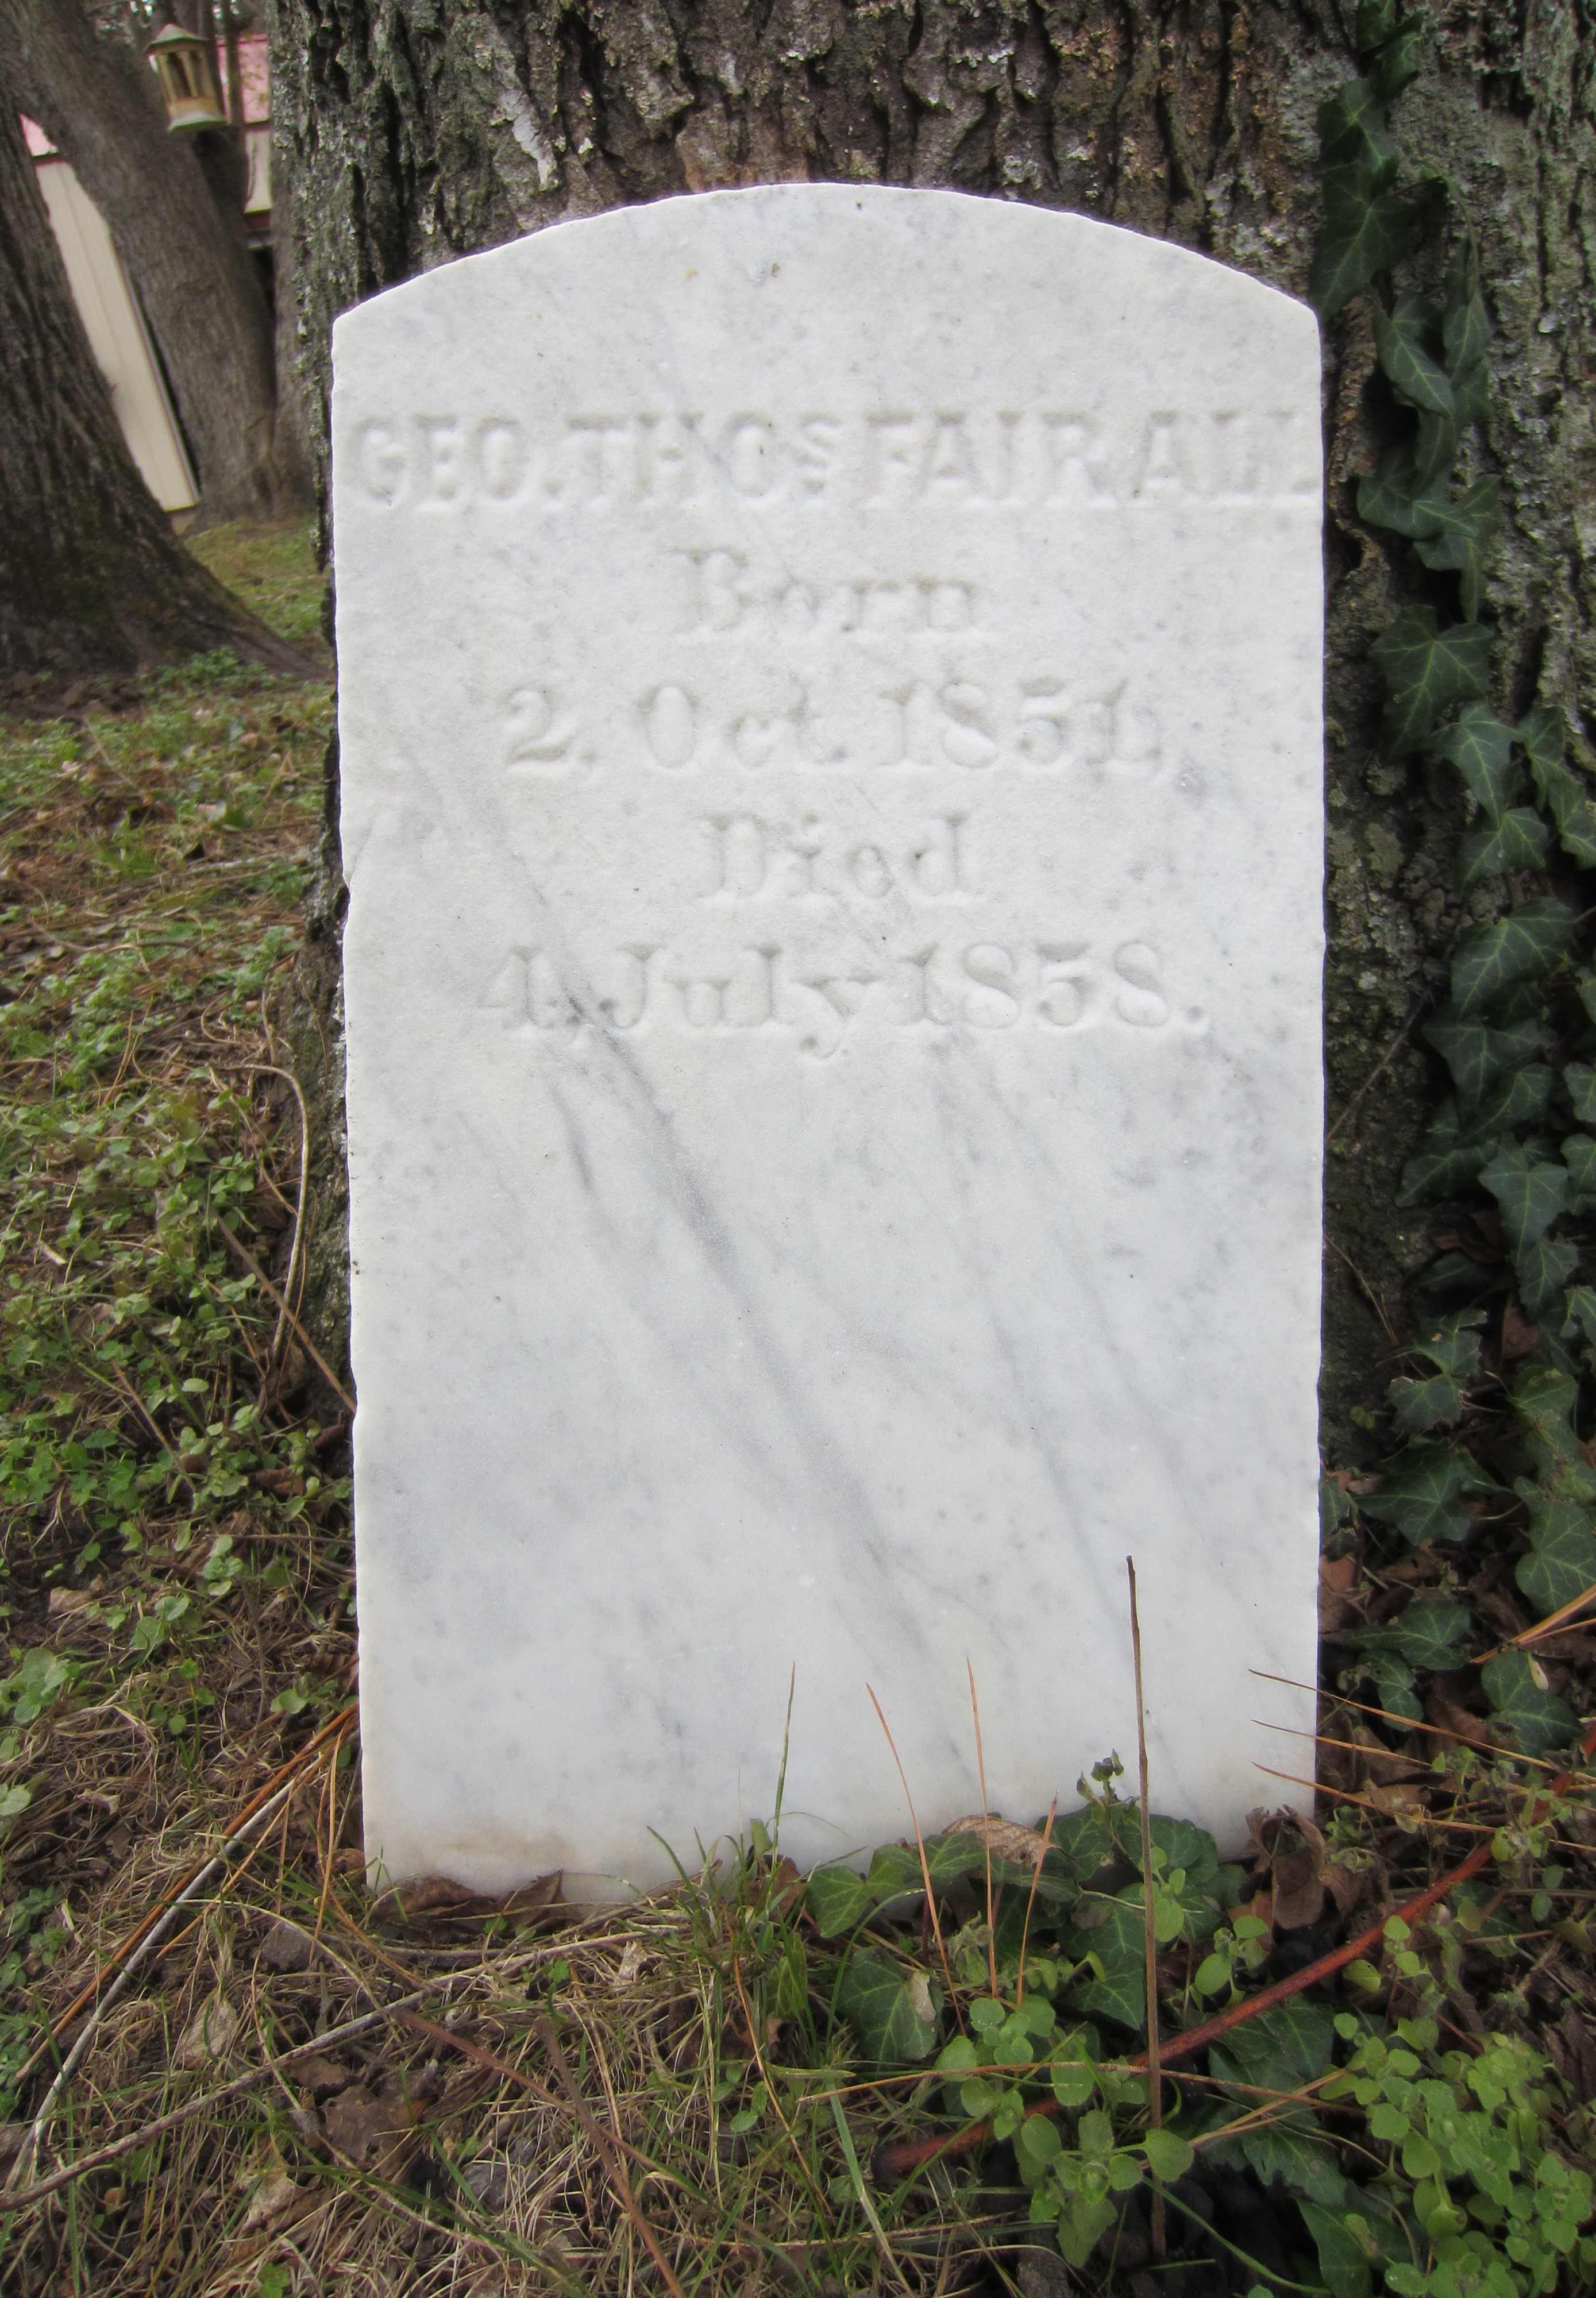 GEO. THOS FAIRALL
Born
2, Oct. 1851,
Died
4, July 1858.